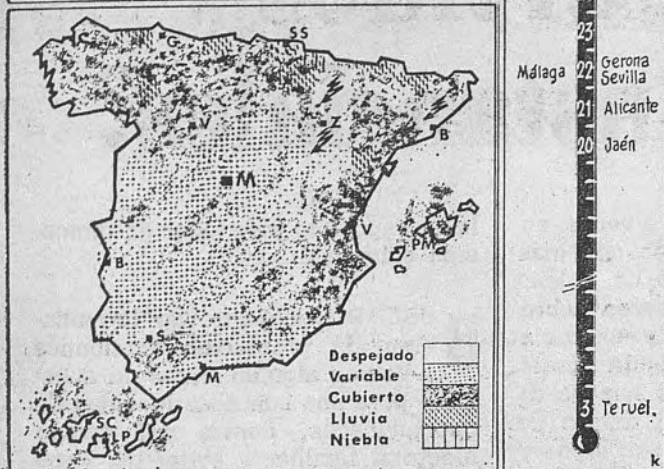 SS
G
V
Z
B
M
V
PM
B
S
M
SC
LP
Despejado
Variable
Cubierto
Lluvia
Niebla
23
Málaga 22 Gerona
Sevilla
21 Alicante
20 Jaén
3 Teruel.
k